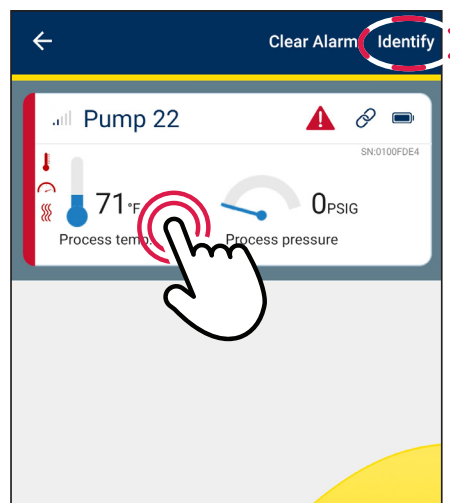 Clear Alarm Identify
Pump 22
SN:0100FDE4
71°F 0PSIG
Process temp. Process pressure